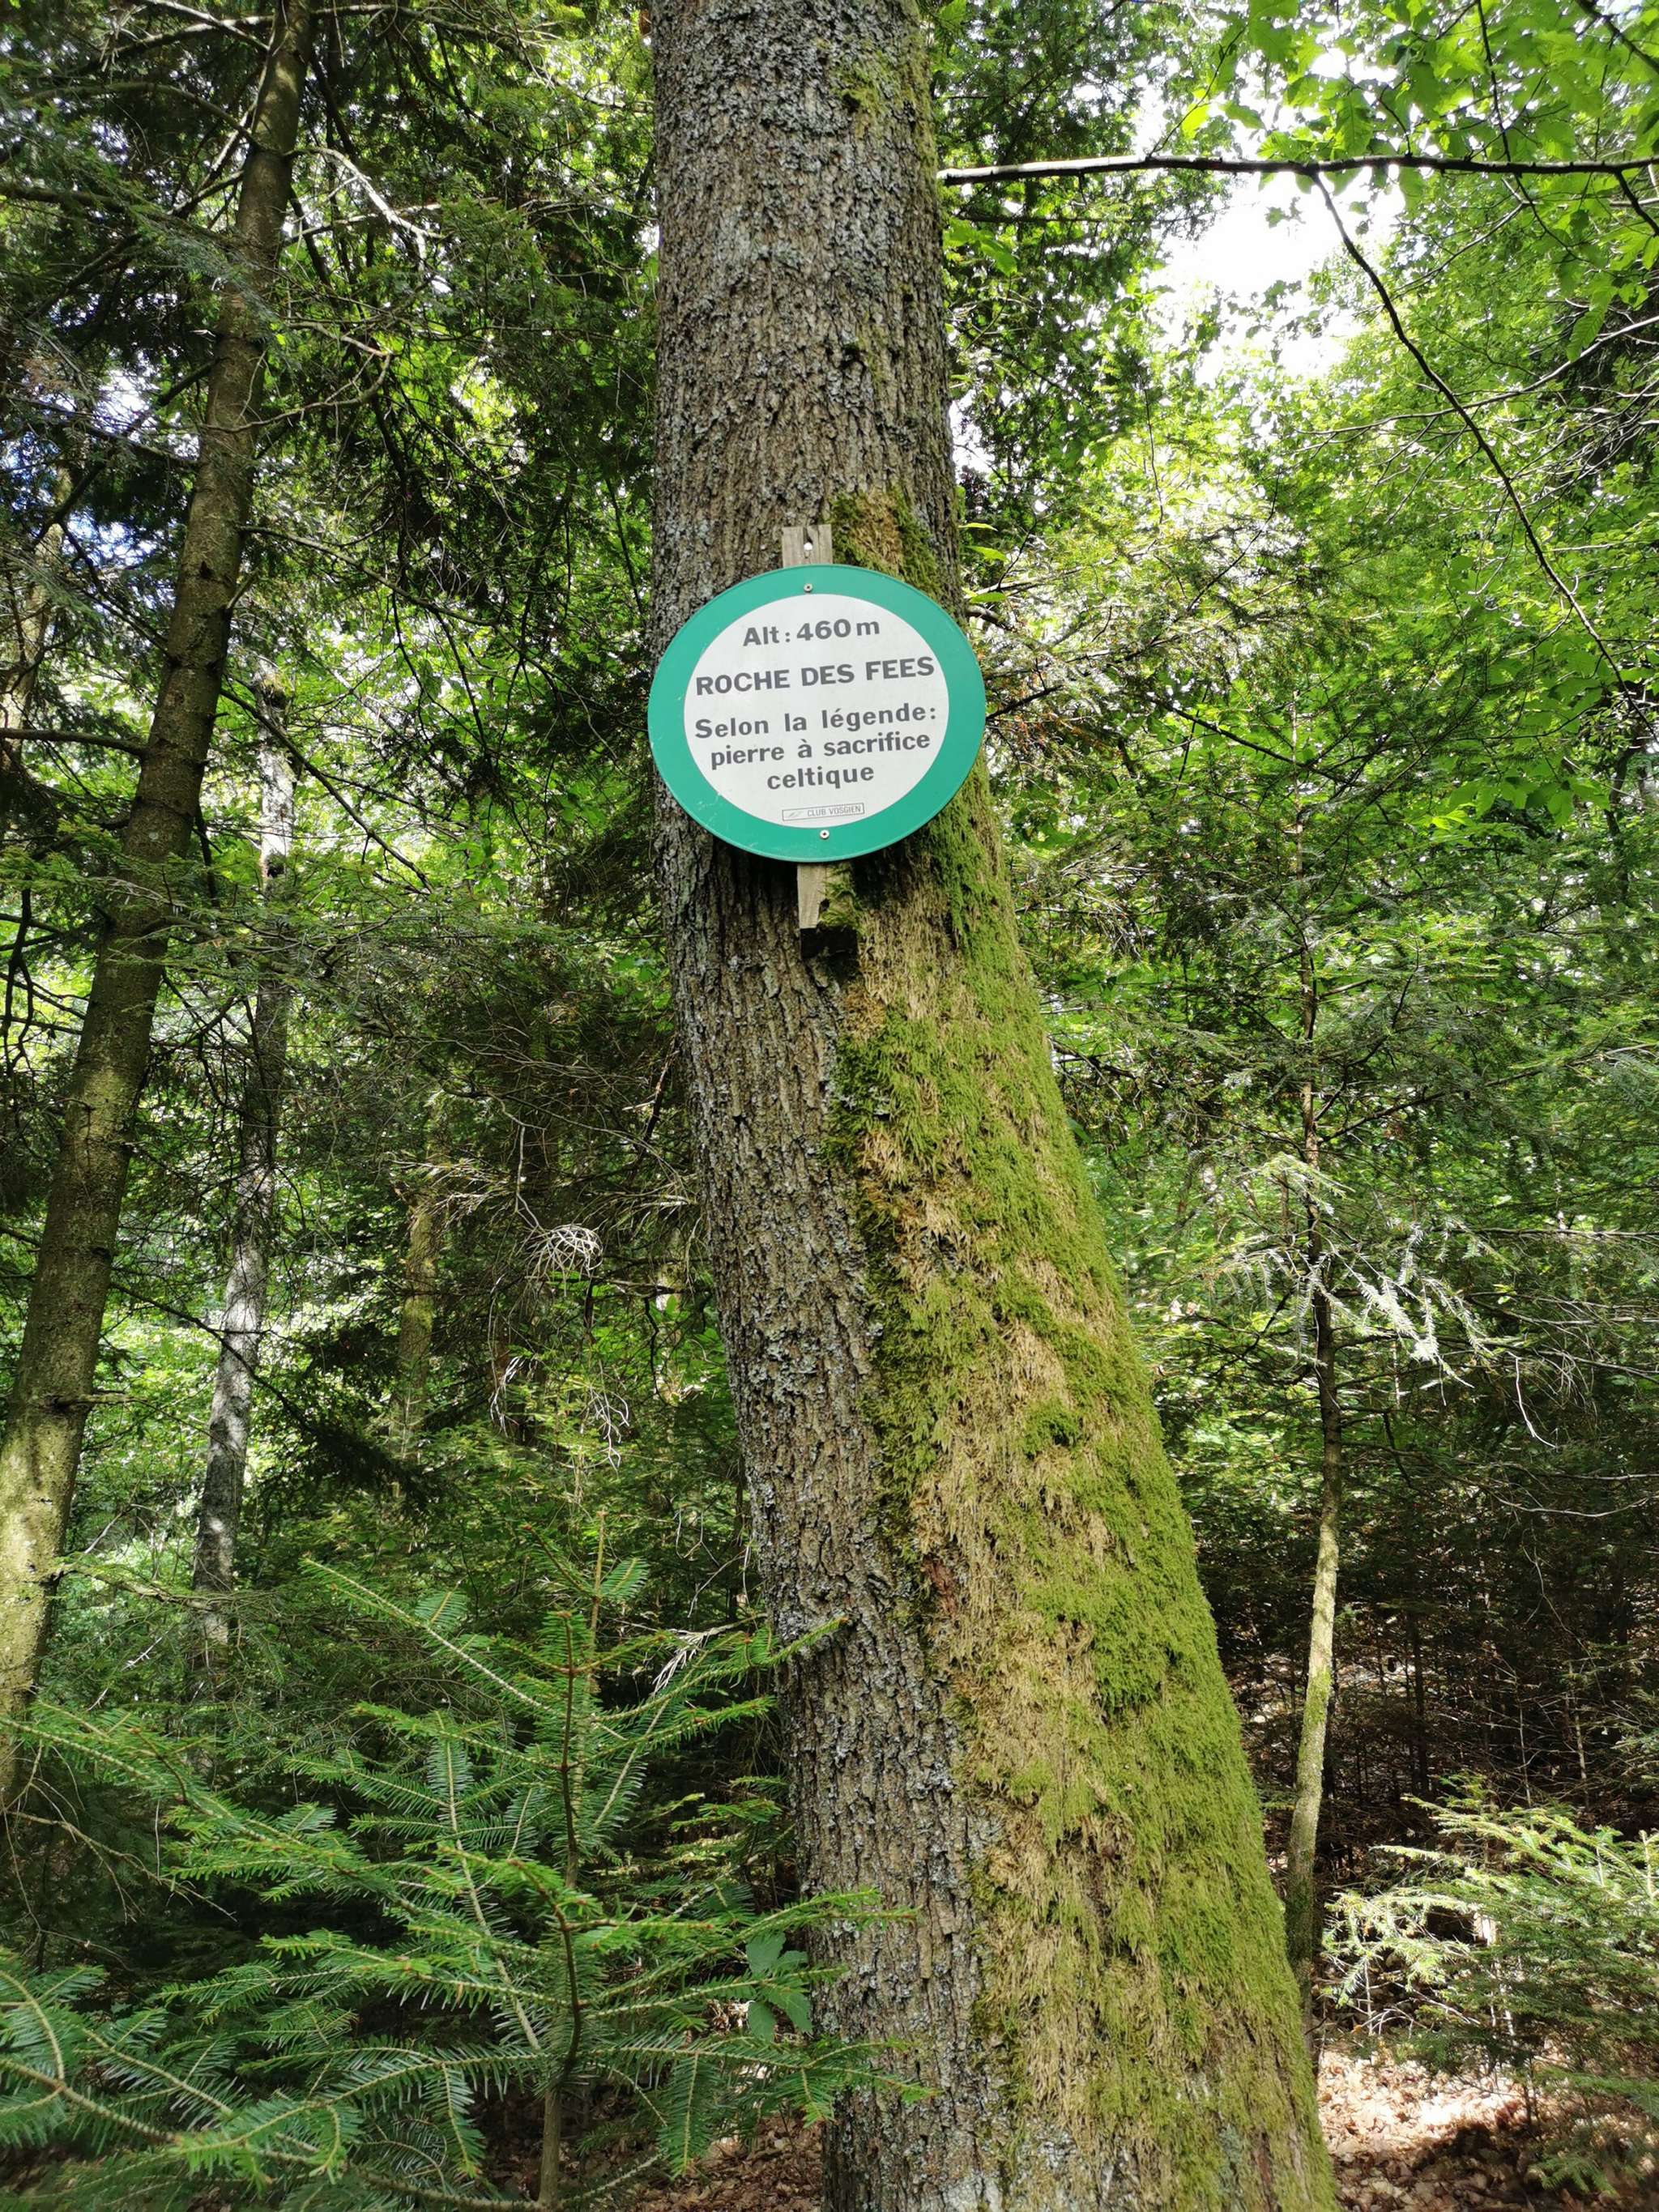 Alt : 460 m
ROCHE DES FEES
Selon la légende:
pierre à sacrifice
celtique
CLUB VOSGIEN